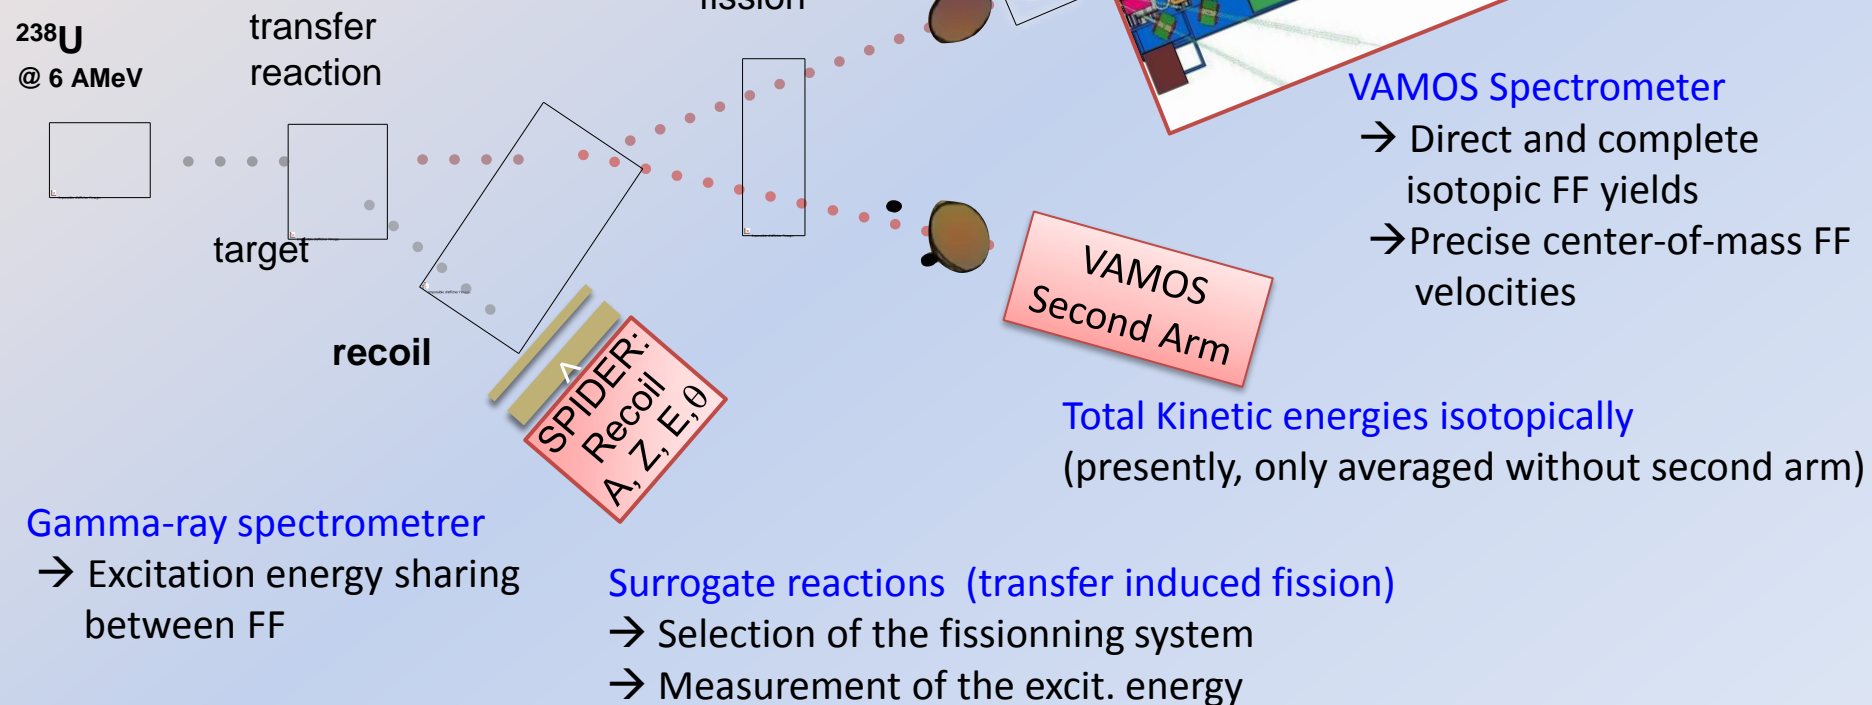 fission
238U
@ 6 AMeV
transfer
reaction
target
recoil
SPIDER:
Recoil
A, Z, E,θ
VAMOS
Second Arm
VAMOS Spectrometer
→ Direct and complete
isotopic FF yields
→Precise center-of-mass FF
velocities
Total Kinetic energies isotopically
(presently, only averaged without second arm)
Gamma-ray spectrometrer
→ Excitation energy sharing
between FF
Surrogate reactions (transfer induced fission)
→ Selection of the fissionning system
→ Measurement of the excit. energy